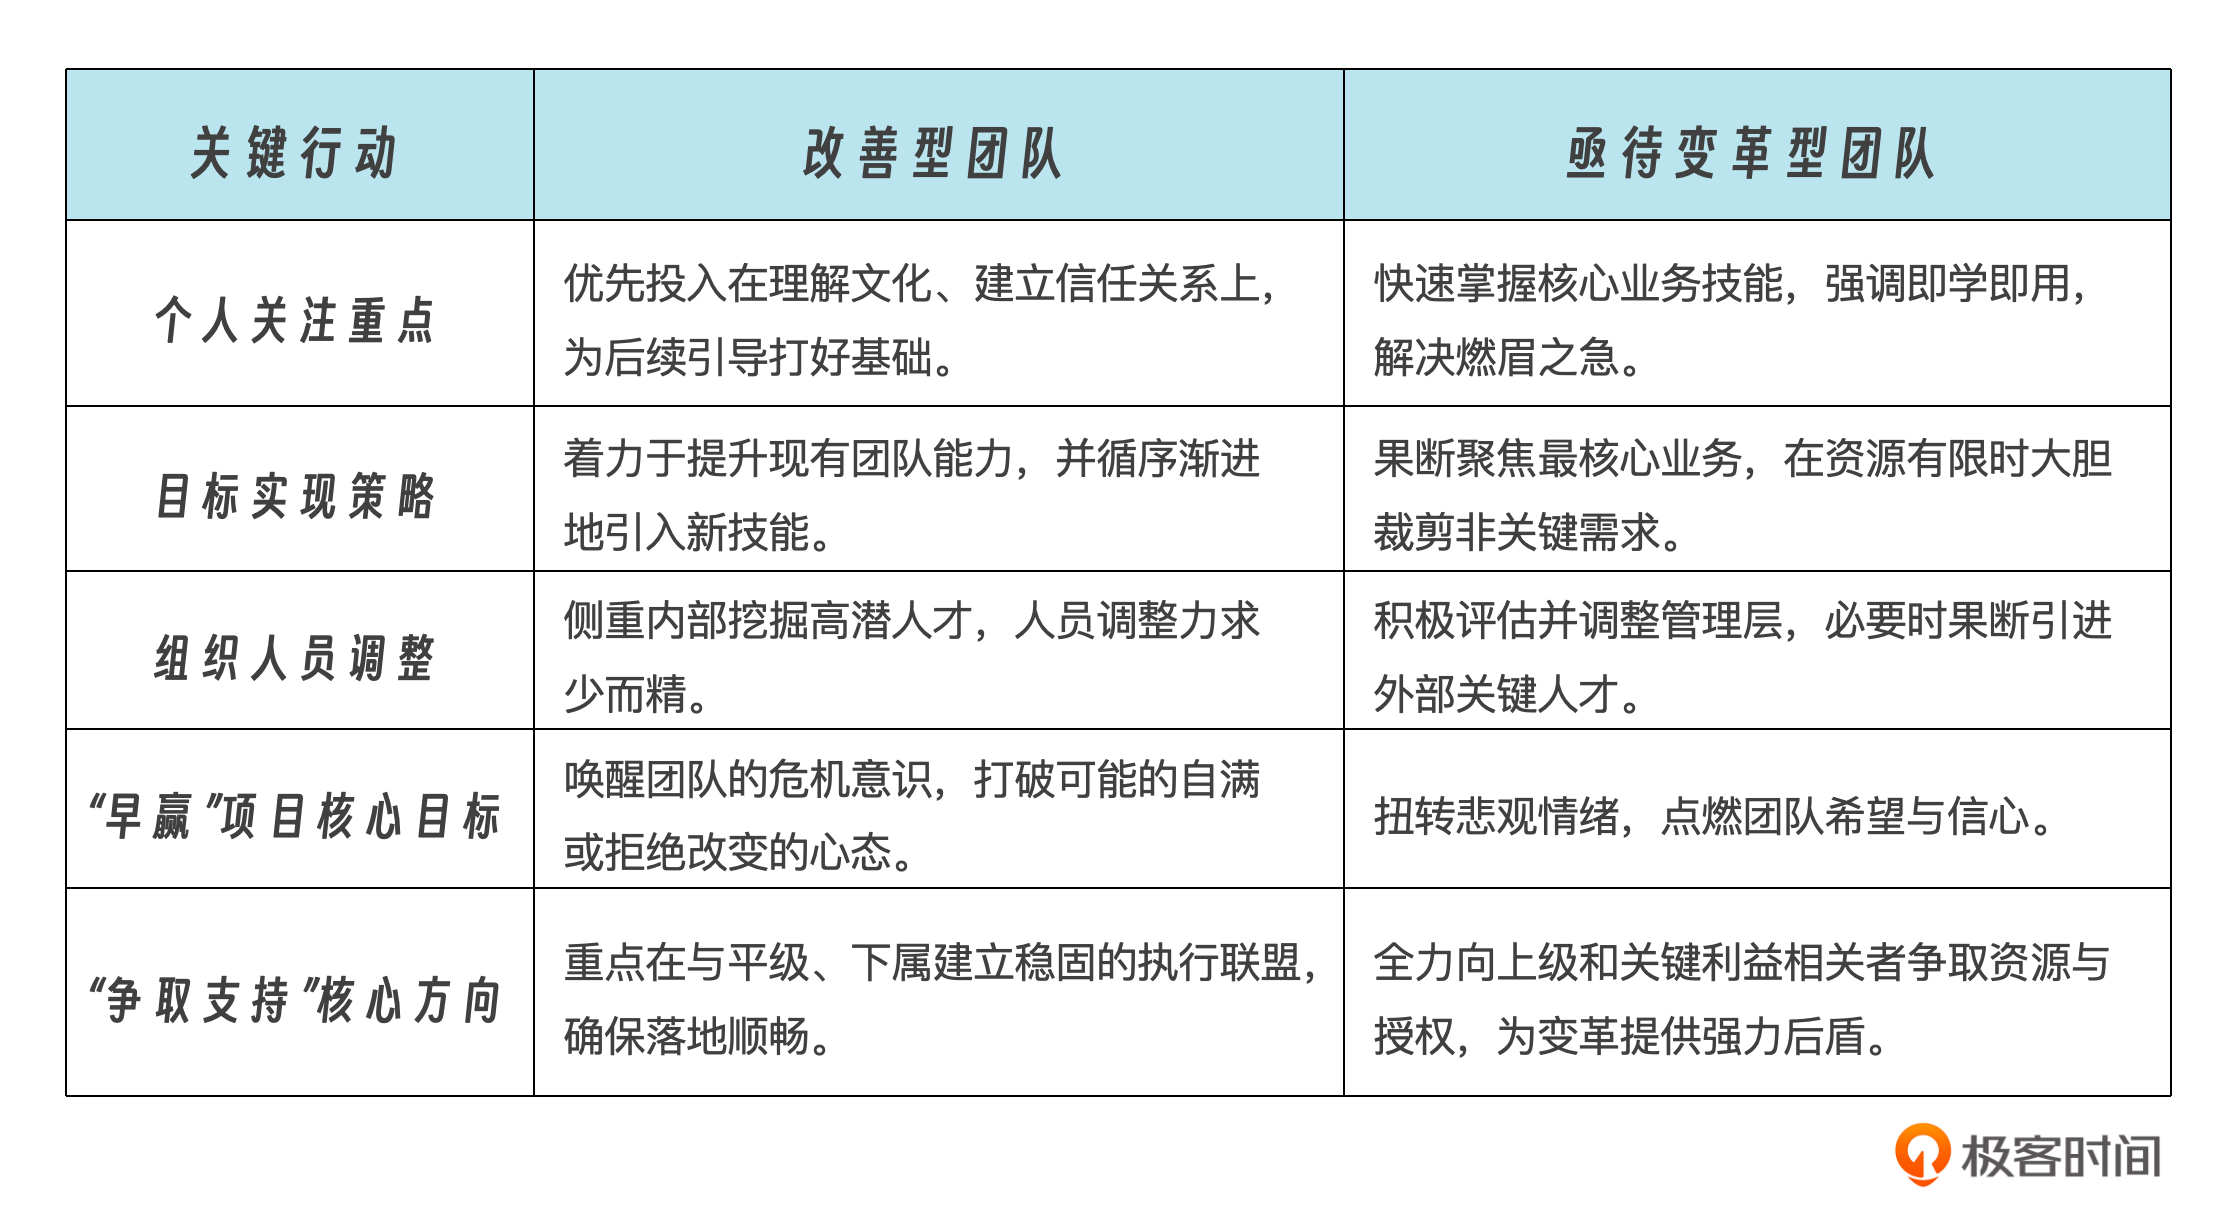 关键行动
改善型团队
亟待变革型团队
个人关注重点
优先投入在理解文化、建立信任关系上，
为后续引导打好基础。
快速掌握核心业务技能，强调即学即用，
解决燃眉之急。
目标实现策略
着力于提升现有团队能力，并循序渐进
地引入新技能。
果断聚焦最核心业务，在资源有限时大胆
裁剪非关键需求。
组织人员调整
侧重内部挖掘高潜人才，人员调整力求
少而精。
积极评估并调整管理层，必要时果断引进
外部关键人才。
“早赢”项目核心目标
唤醒团队的危机意识，打破可能的自满
或拒绝改变的心态。
扭转悲观情绪，点燃团队希望与信心。
“争取支持”核心方向
重点在与平级、下属建立稳固的执行联盟，
确保落地顺畅。
全力向上级和关键利益相关者争取资源与
授权，为变革提供强力后盾。
极客时间